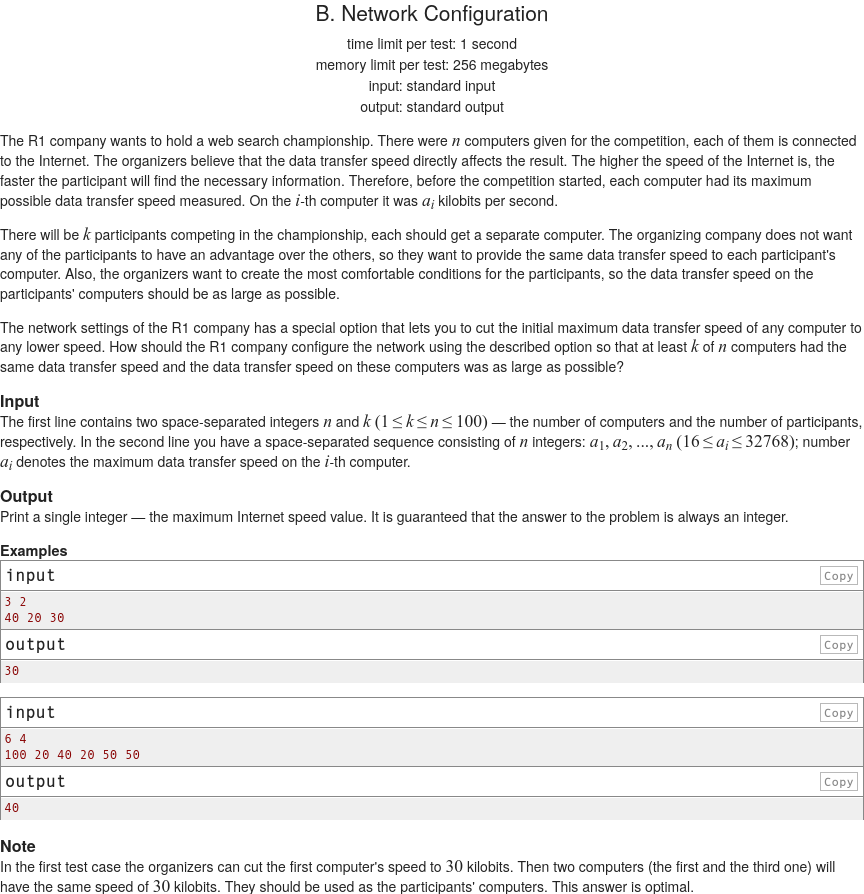 B. Network Configuration
time limit per test: 1 second
memory limit per test: 256 megabytes
input: standard input
output: standard output
The R1 company wants to hold a web search championship. There were n computers given for the competition, each of them is connected
to the Internet. The organizers believe that the data transfer speed directly affects the result. The higher the speed of the Internet is, the
faster the participant will find the necessary information. Therefore, before the competition started, each computer had its maximum
possible data transfer speed measured. On the i-th computer it was a_i kilobits per second.
There will be k participants competing in the championship, each should get a separate computer. The organizing company does not want
any of the participants to have an advantage over the others, so they want to provide the same data transfer speed to each participant's
computer. Also, the organizers want to create the most comfortable conditions for the participants, so the data transfer speed on the
participants' computers should be as large as possible.
The network settings of the R1 company has a special option that lets you to cut the initial maximum data transfer speed of any computer to
any lower speed. How should the R1 company configure the network using the described option so that at least k of n computers had the
same data transfer speed and the data transfer speed on these computers was as large as possible?
Input
The first line contains two space-separated integers n and k (1 ≤ k ≤ n ≤ 100) — the number of computers and the number of participants,
respectively. In the second line you have a space-separated sequence consisting of n integers: a_1, a_2, ..., a_n (16 ≤ a_i ≤ 32768); number
a_i denotes the maximum data transfer speed on the i-th computer.
Output
Print a single integer — the maximum Internet speed value. It is guaranteed that the answer to the problem is always an integer.
Examples
input Copy
3 2
40 20 30
output Copy
30
input Copy
6 4
100 20 40 20 50 50
output Copy
40
Note
In the first test case the organizers can cut the first computer's speed to 30 kilobits. Then two computers (the first and the third one) will
have the same speed of 30 kilobits. They should be used as the participants' computers. This answer is optimal.